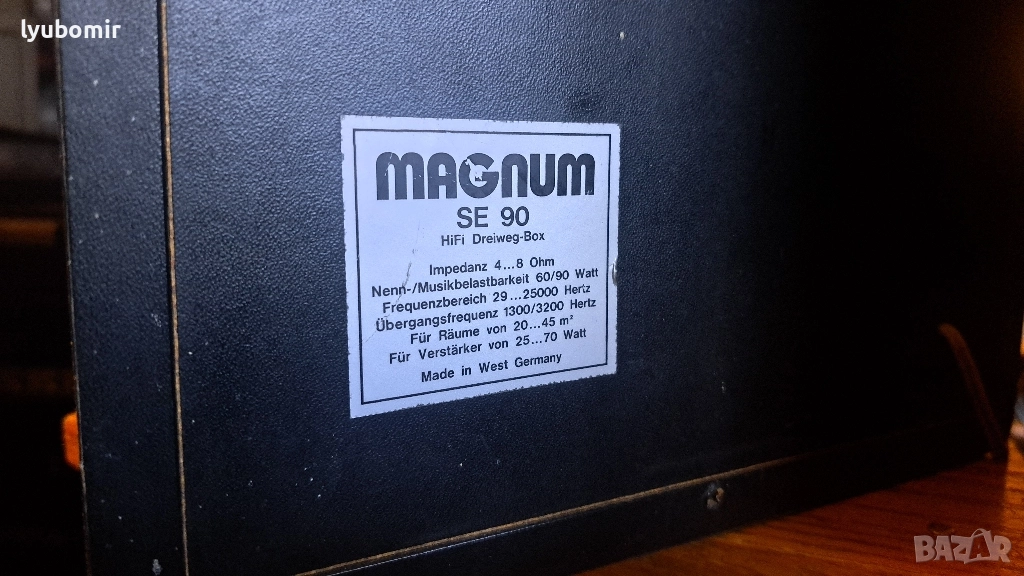 lyubomir
MAGNUM
SE 90
HiFi Dreiweg-Box
Impedanz 4...8 Ohm
Nenn-/Musikbelastbarkeit 60/90 Watt
Frequenzbereich 29...25000 Hertz
Übergangsfrequenz 1300/3200 Hertz
Für Räume von 20...45 m²
Für Verstärker von 25...70 Watt
Made in West Germany
BAZAR